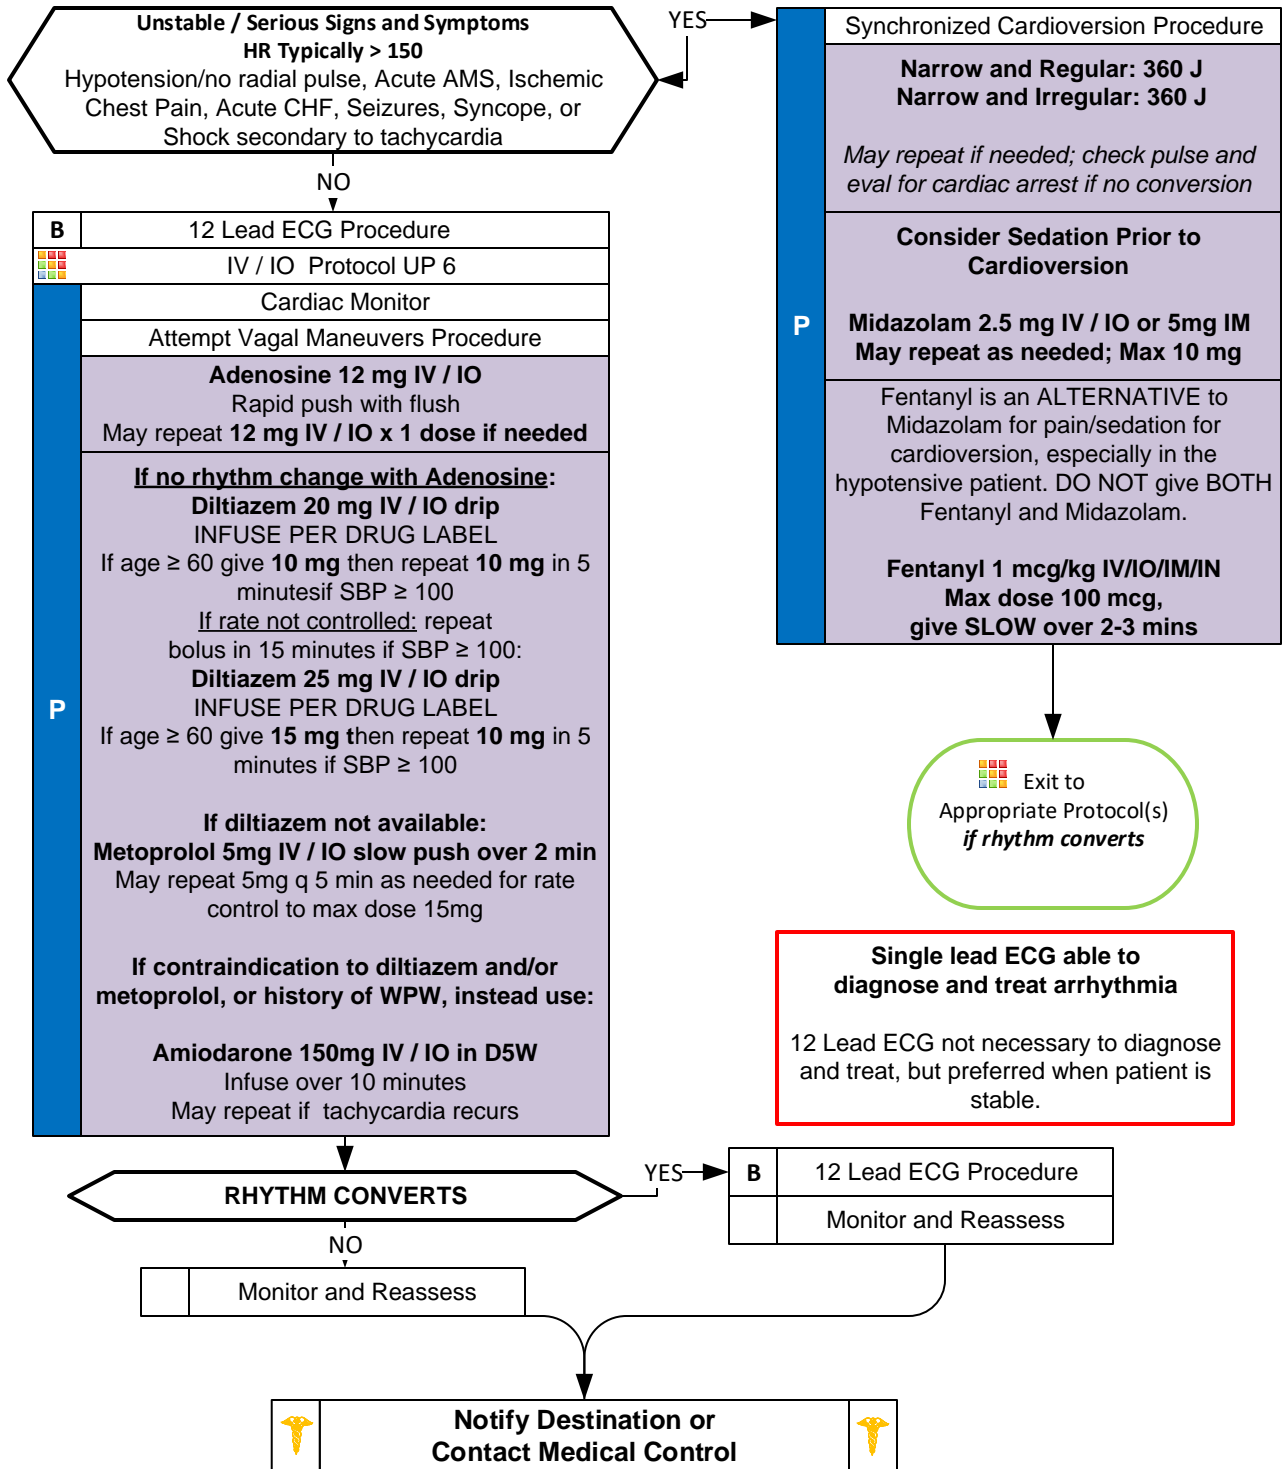 Unstable / Serious Signs and Symptoms
HR Typically > 150
Hypotension/no radial pulse, Acute AMS, Ischemic
Chest Pain, Acute CHF, Seizures, Syncope, or
Shock secondary to tachycardia
YES
NO
Synchronized Cardioversion Procedure
P
Narrow and Regular: 360 J
Narrow and Irregular: 360 J
May repeat if needed; check pulse and
eval for cardiac arrest if no conversion
Consider Sedation Prior to
Cardioversion
Midazolam 2.5 mg IV / IO or 5mg IM
May repeat as needed; Max 10 mg
Fentanyl is an ALTERNATIVE to
Midazolam for pain/sedation for
cardioversion, especially in the
hypotensive patient. DO NOT give BOTH
Fentanyl and Midazolam.
Fentanyl 1 mcg/kg IV/IO/IM/IN
Max dose 100 mcg,
give SLOW over 2-3 mins
Exit to
Appropriate Protocol(s)
if rhythm converts
Single lead ECG able to
diagnose and treat arrhythmia
12 Lead ECG not necessary to diagnose
and treat, but preferred when patient is
stable.
B 12 Lead ECG Procedure
IV / IO Protocol UP 6
P
Cardiac Monitor
Attempt Vagal Maneuvers Procedure
Adenosine 12 mg IV / IO
Rapid push with flush
May repeat 12 mg IV / IO x 1 dose if needed
If no rhythm change with Adenosine:
Diltiazem 20 mg IV / IO drip
INFUSE PER DRUG LABEL
If age ≥ 60 give 10 mg then repeat 10 mg in 5
minutesif SBP ≥ 100
If rate not controlled: repeat
bolus in 15 minutes if SBP ≥ 100:
Diltiazem 25 mg IV / IO drip
INFUSE PER DRUG LABEL
If age ≥ 60 give 15 mg then repeat 10 mg in 5
minutes if SBP ≥ 100
If diltiazem not available:
Metoprolol 5mg IV / IO slow push over 2 min
May repeat 5mg q 5 min as needed for rate
control to max dose 15mg
If contraindication to diltiazem and/or
metoprolol, or history of WPW, instead use:
Amiodarone 150mg IV / IO in D5W
Infuse over 10 minutes
May repeat if tachycardia recurs
RHYTHM CONVERTS
YES
B 12 Lead ECG Procedure
Monitor and Reassess
NO
Monitor and Reassess
Notify Destination or
Contact Medical Control